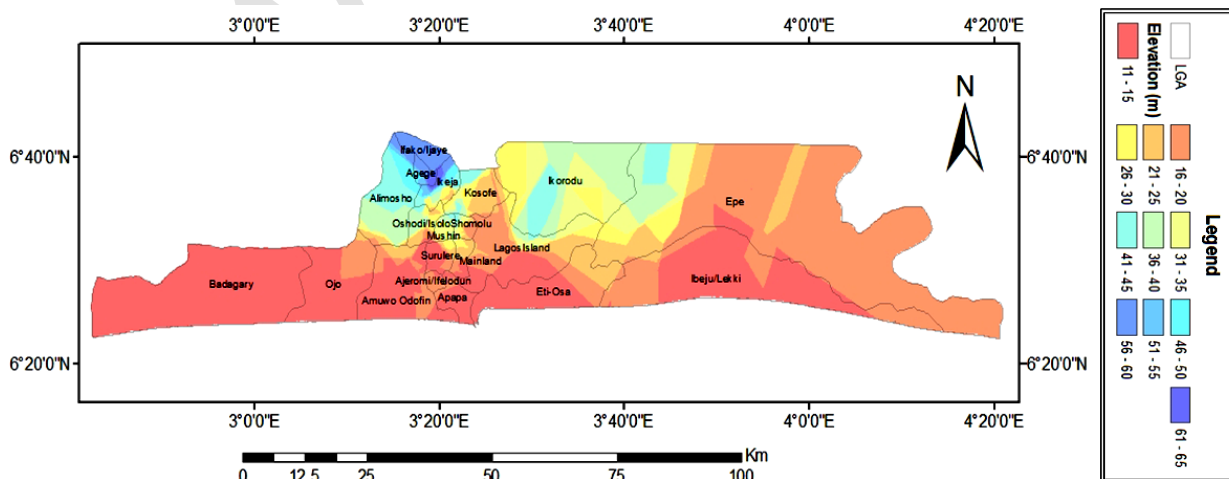 3°0'0"E 3°20'0"E 3°40'0"E 4°0'0"E 4°20'0"E
N
6°40'0"N 6°40'0"N
Ifako/Ijaye
Agege
Ikeja
Ikorodu
Alimosho
Kosofe
Epe
Oshodi/Isolo Shomolu
Mushin
Lagos Island
Surulere
Mainland
Badagary
Ojo
Ajeromi/Ifelodun
Ibeju/Lekki
Eti-Osa
Amuwo Odofin
Apapa
6°20'0"N 6°20'0"N
3°0'0"E 3°20'0"E 3°40'0"E 4°0'0"E 4°20'0"E
Km
0 12.5 25 50 75 100
Legend
LGA
Elevation (m)
11 - 15
16 - 20
21 - 25
26 - 30
31 - 35
36 - 40
41 - 45
46 - 50
51 - 55
56 - 60
61 - 65